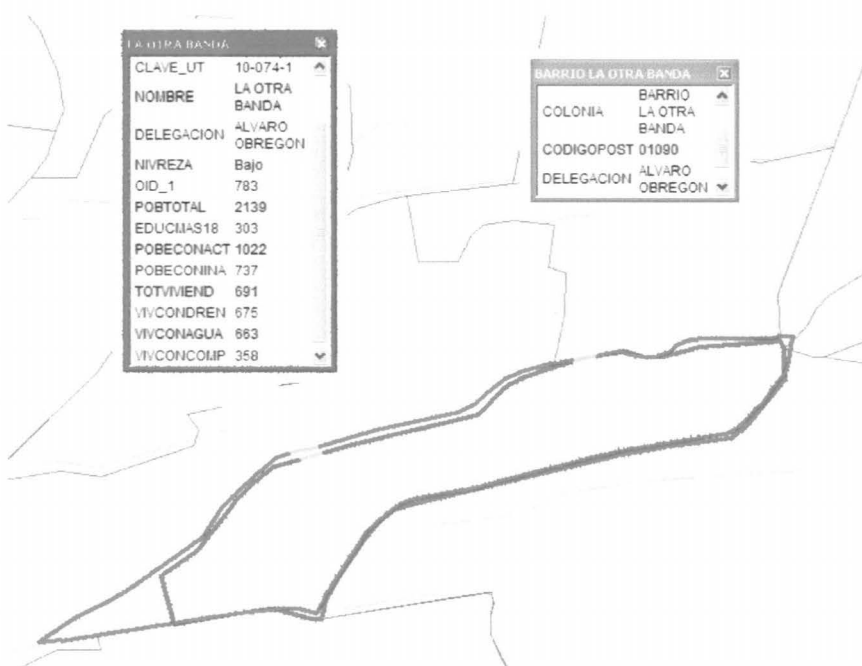 LA OTRA BANDA
CLAVE_UT 10-074-1
NOMBRE LA OTRA
BANDA
DELEGACION ALVARO
OBREGON
NIVREZA Bajo
OID_1 783
POBTOTAL 2139
EDUCMAS18 303
POBECONACT 1022
POBECONINA 737
TOTVIVIEND 691
VIVCONDREN 675
VIVCONAGUA 663
VIVCONCOMP 358
BARRIO LA OTRA BANDA
COLONIA BARRIO
LA OTRA
BANDA
CODIGOPOST 01090
DELEGACION ALVARO
OBREGON